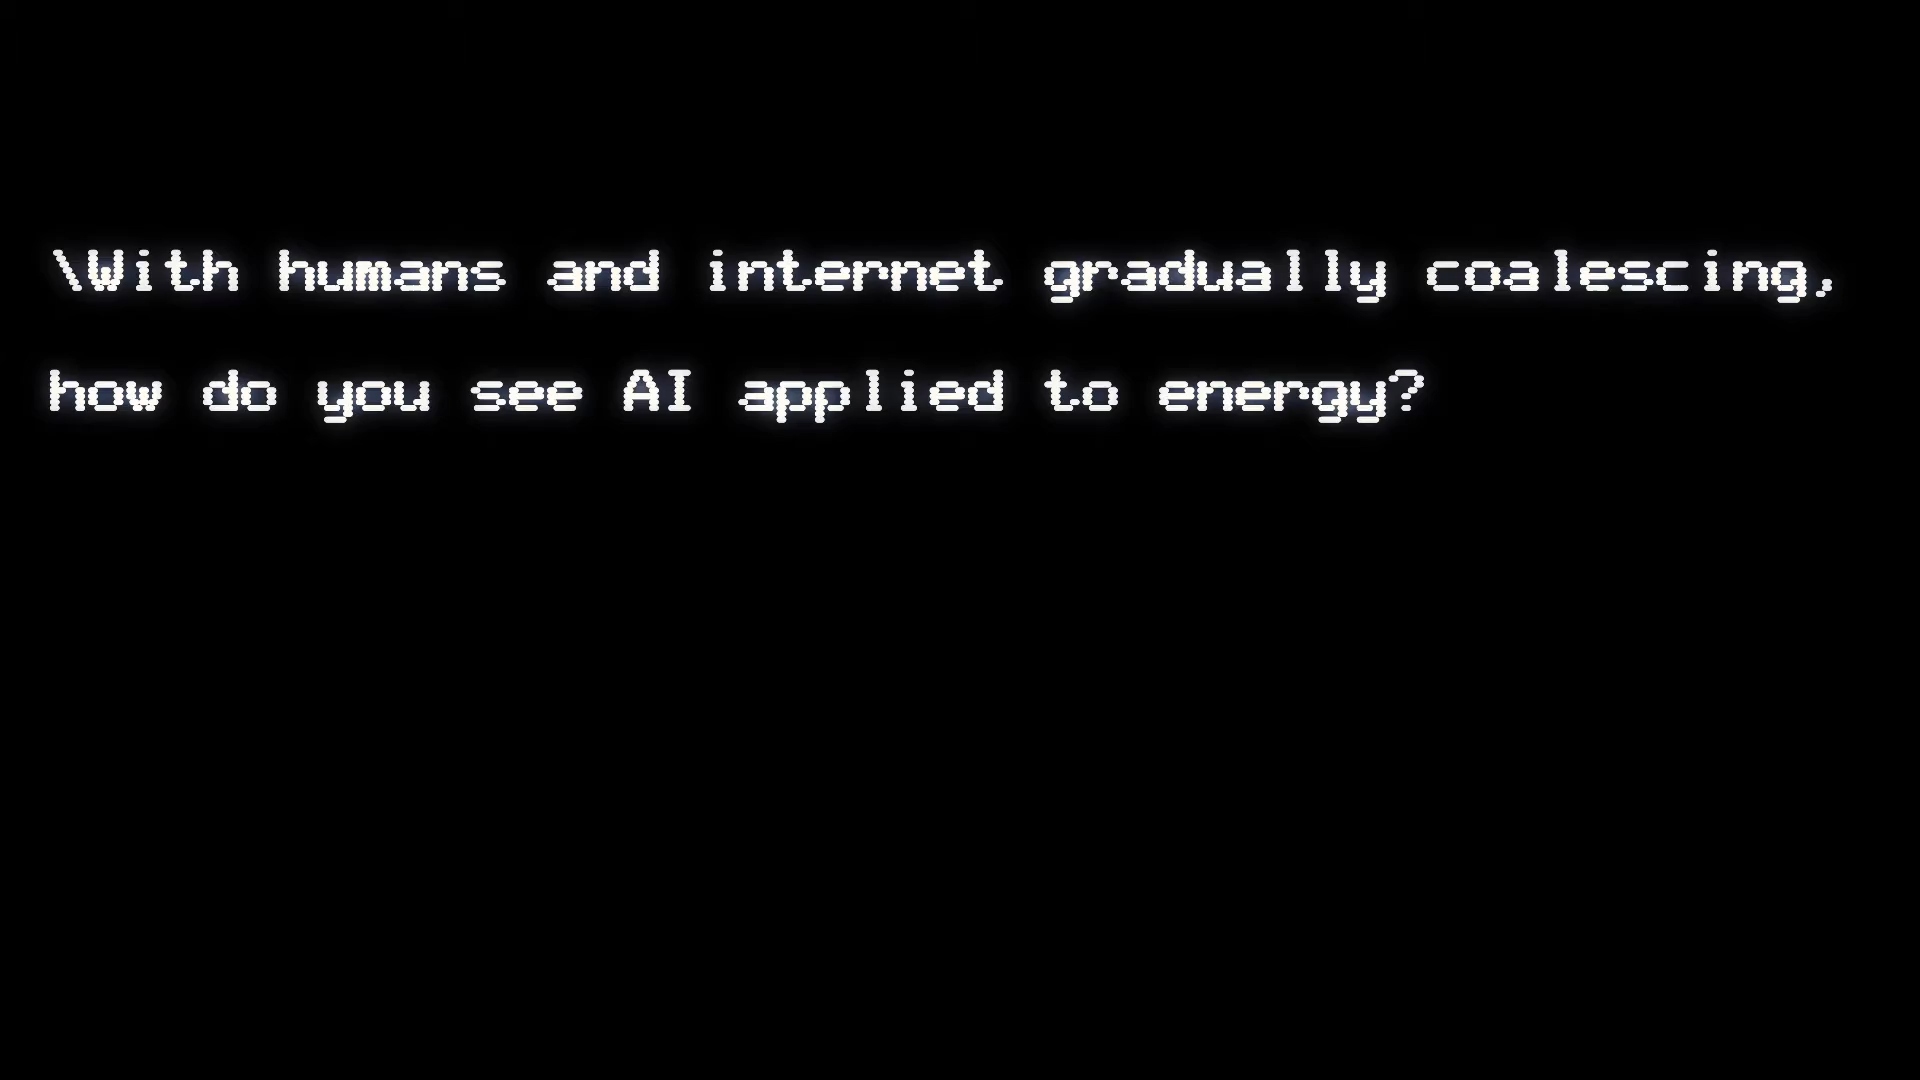 \With humans and internet gradually coalescing,
how do you see AI applied to energy?